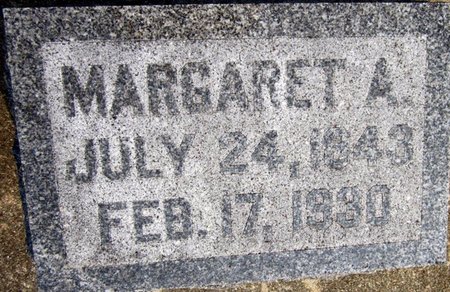 MARGARET A.
JULY 24, 1843
FEB. 17, 1930